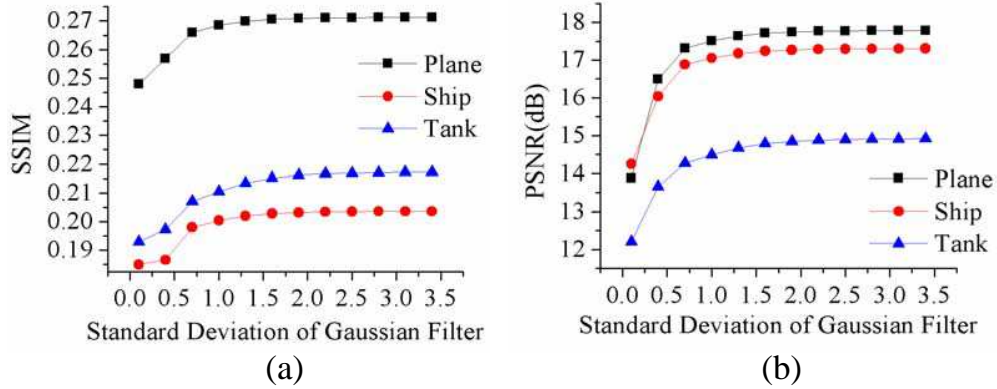 0.27
0.26
0.25
0.24
0.23
0.22
0.21
0.20
0.19
SSIM
Plane
Ship
Tank
0.0 0.5 1.0 1.5 2.0 2.5 3.0 3.5
Standard Deviation of Gaussian Filter
(a)
18
17
16
15
14
13
12
PSNR(dB)
Plane
Ship
Tank
0.0 0.5 1.0 1.5 2.0 2.5 3.0 3.5
Standard Deviation of Gaussian Filter
(b)